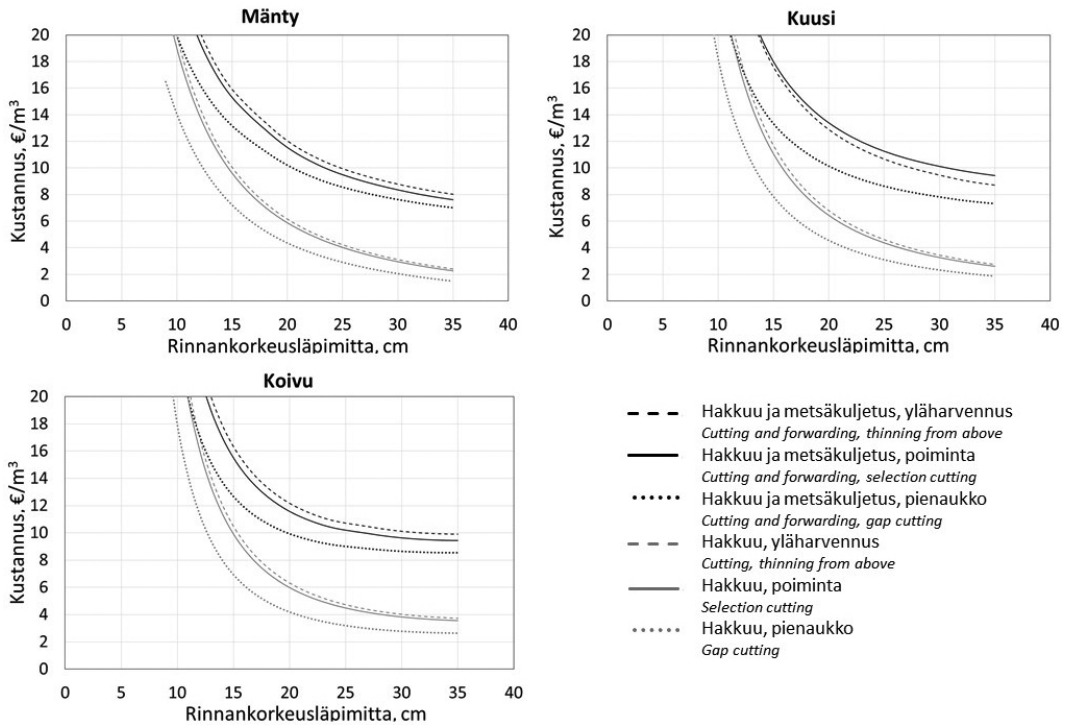 Mänty
Kustannus, €/m³
20
18
16
14
12
10
8
6
4
2
0
0 5 10 15 20 25 30 35 40
Rinnankorkeusläpimitta, cm
Kuusi
Kustannus, €/m³
20
18
16
14
12
10
8
6
4
2
0
0 5 10 15 20 25 30 35 40
Rinnankorkeusläpimitta, cm
Koivu
Kustannus, €/m³
20
18
16
14
12
10
8
6
4
2
0
0 5 10 15 20 25 30 35 40
Rinnankorkeusläpimitta, cm
Hakkuu ja metsäkuljetus, yläharvennus
Cutting and forwarding, thinning from above
Hakkuu ja metsäkuljetus, poiminta
Cutting and forwarding, selection cutting
Hakkuu ja metsäkuljetus, pienaukko
Cutting and forwarding, gap cutting
Hakkuu, yläharvennus
Cutting, thinning from above
Hakkuu, poiminta
Selection cutting
Hakkuu, pienaukko
Gap cutting